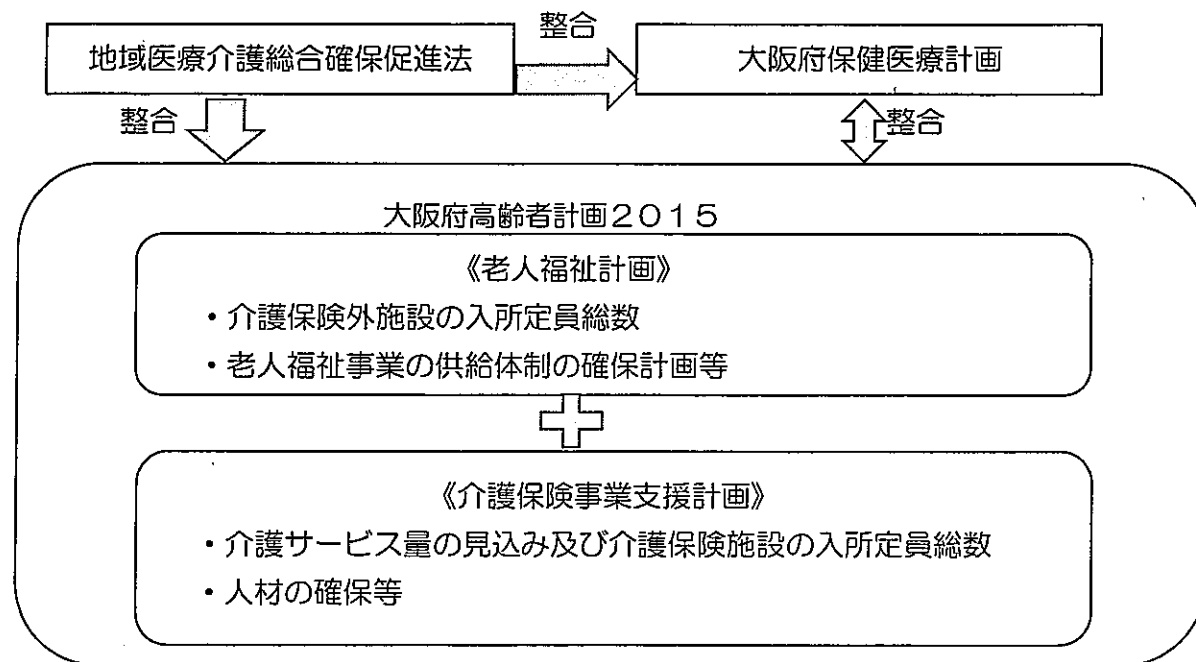 整合
地域医療介護総合確保促進法
大阪府保健医療計画
整合
整合
大阪府高齢者計画2015
《老人福祉計画》
・介護保険外施設の入所定員総数
・老人福祉事業の供給体制の確保計画等
《介護保険事業支援計画》
・介護サービス量の見込み及び介護保険施設の入所定員総数
・人材の確保等